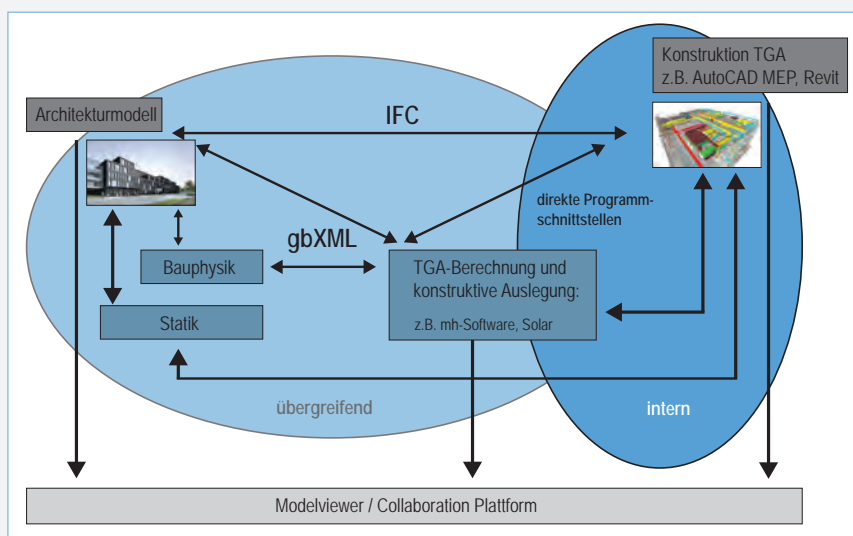 Konstruktion TGA
z.B. AutoCAD MEP, Revit
Architekturmodell
IFC
direkte Programm-
schnittstellen
gbXML
Bauphysik
TGA-Berechnung und
konstruktive Auslegung:
z.B. mh-Software, Solar
Statik
übergreifend
intern
Modelviewer / Collaboration Plattform